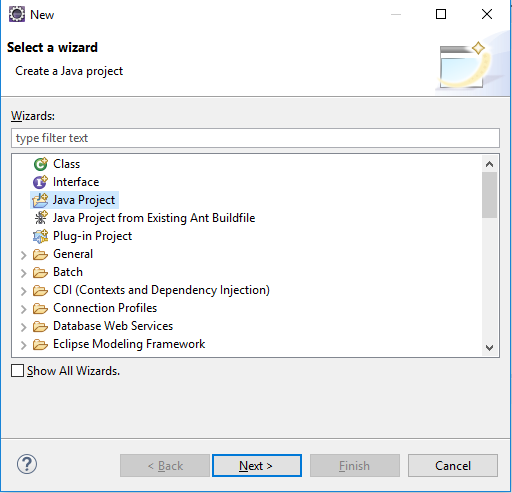 New
Select a wizard
Create a Java project
Wizards:
type filter text
Class
Interface
Java Project
Java Project from Existing Ant Buildfile
Plug-in Project
General
Batch
CDI (Contexts and Dependency Injection)
Connection Profiles
Database Web Services
Eclipse Modeling Framework
Show All Wizards.
? < Back Next > Finish Cancel